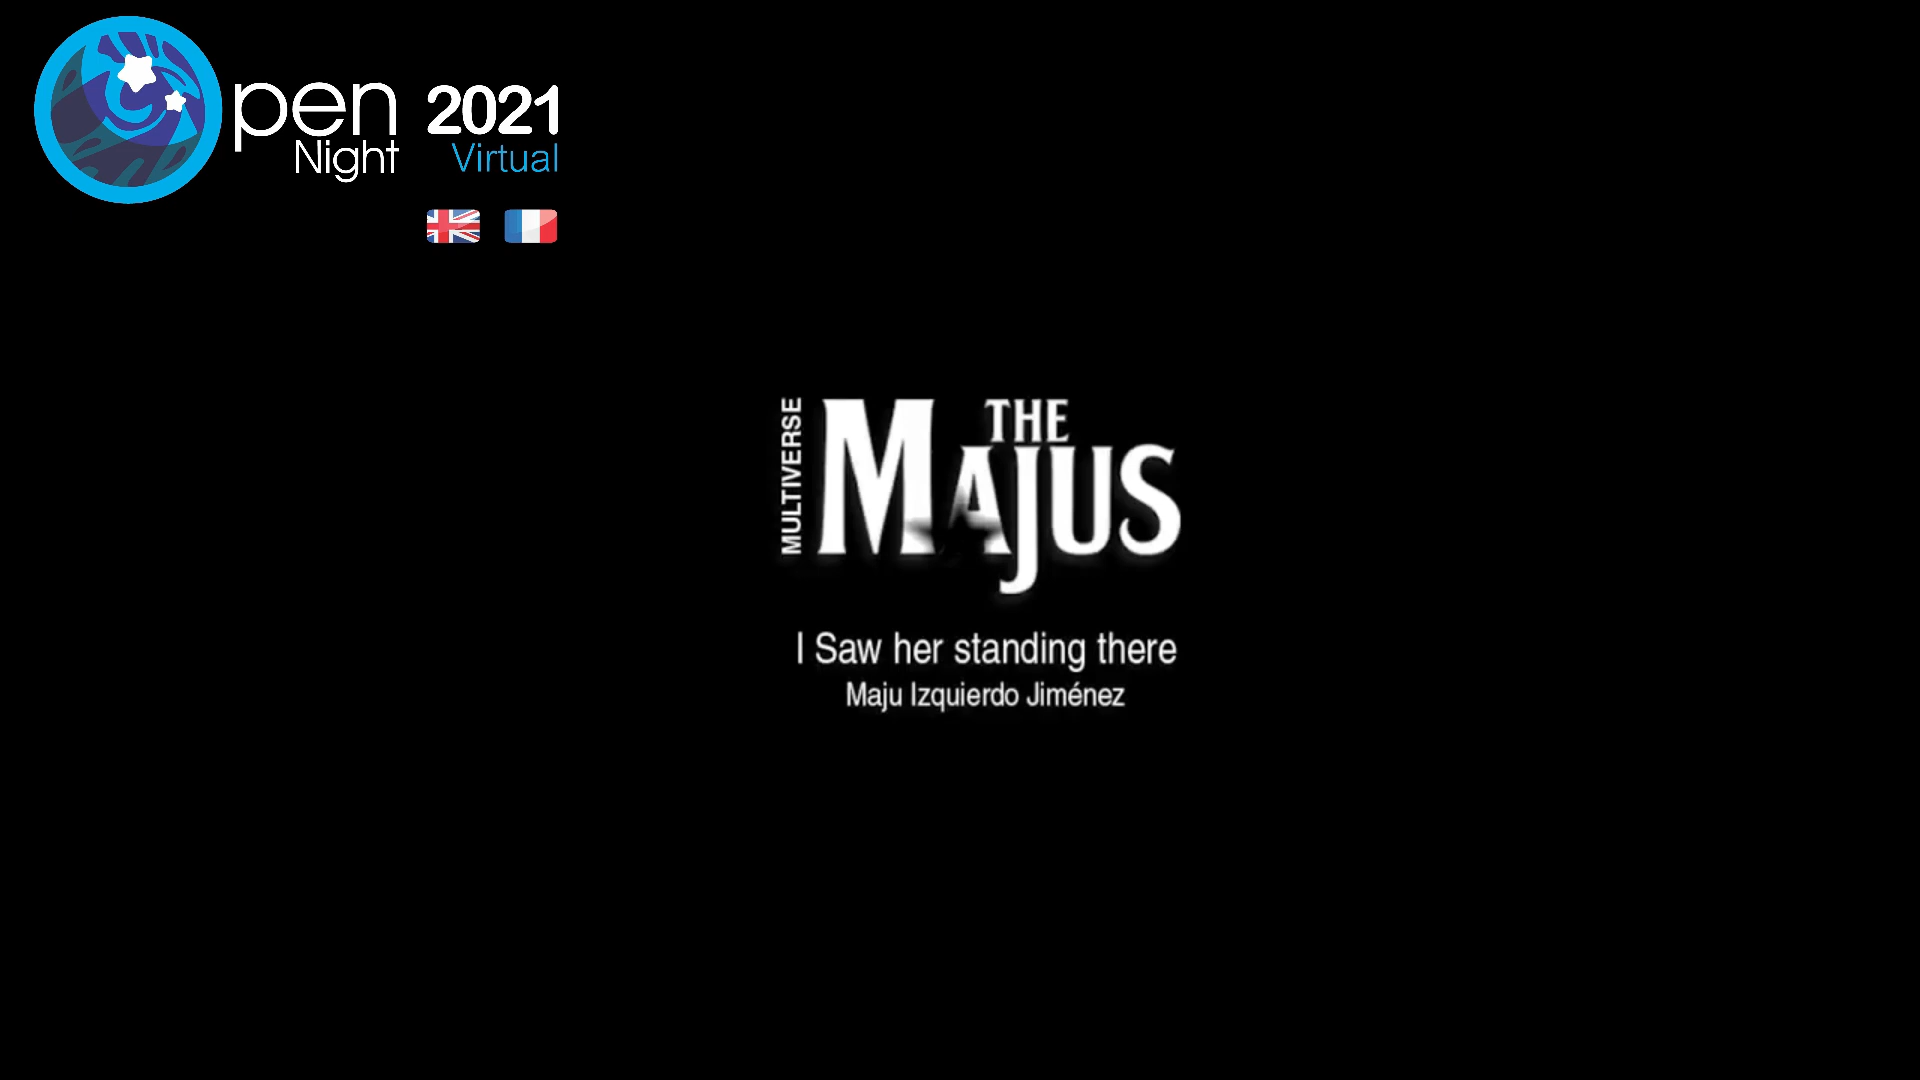 Open 2021
Night Virtual
MULTIVERSE
THE
MAJUS
I Saw her standing there
Maju Izquierdo Jiménez